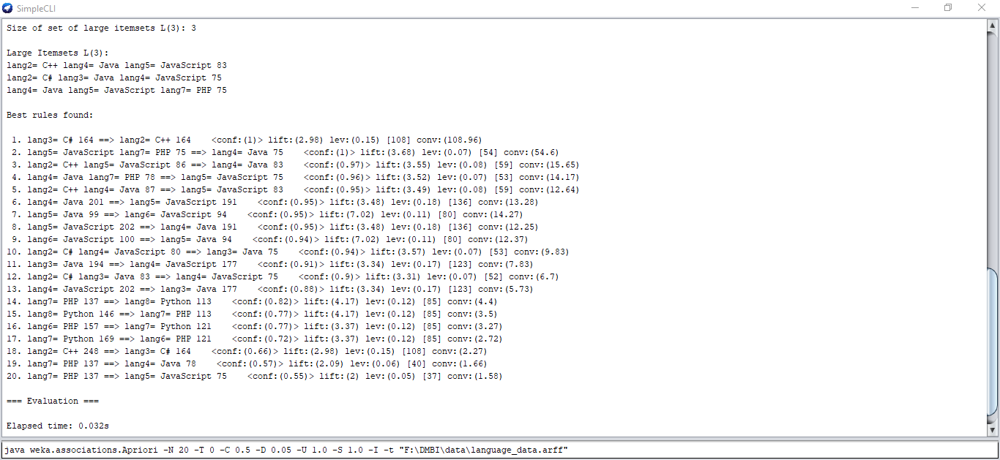 SimpleCLI
Size of set of large itemsets L(3): 3
Large Itemsets L(3):
lang2= C++ lang4= Java lang5= JavaScript 83
lang2= C# lang3= Java lang4= JavaScript 75
lang4= Java lang5= JavaScript lang7= PHP 75
Best rules found:
1. lang3= C# 164 ==> lang2= C++ 164    <conf:(1)> lift:(2.98) lev:(0.15) [108] conv:(108.96)
2. lang5= JavaScript lang7= PHP 75 ==> lang4= Java 75    <conf:(1)> lift:(3.68) lev:(0.07) [54] conv:(54.6)
3. lang2= C++ lang5= JavaScript 86 ==> lang4= Java 83    <conf:(0.97)> lift:(3.55) lev:(0.08) [59] conv:(15.65)
4. lang4= Java lang7= PHP 78 ==> lang5= JavaScript 75    <conf:(0.96)> lift:(3.52) lev:(0.07) [53] conv:(14.17)
5. lang2= C++ lang4= Java 87 ==> lang5= JavaScript 83    <conf:(0.95)> lift:(3.49) lev:(0.08) [59] conv:(12.64)
6. lang4= Java 201 ==> lang5= JavaScript 191    <conf:(0.95)> lift:(3.48) lev:(0.18) [136] conv:(13.28)
7. lang5= Java 99 ==> lang6= JavaScript 94    <conf:(0.95)> lift:(7.02) lev:(0.11) [80] conv:(14.27)
8. lang5= JavaScript 202 ==> lang4= Java 191    <conf:(0.95)> lift:(3.48) lev:(0.18) [136] conv:(12.25)
9. lang6= JavaScript 100 ==> lang5= Java 94    <conf:(0.94)> lift:(7.02) lev:(0.11) [80] conv:(12.37)
10. lang2= C# lang4= JavaScript 80 ==> lang3= Java 75    <conf:(0.94)> lift:(3.57) lev:(0.07) [53] conv:(9.83)
11. lang3= Java 194 ==> lang4= JavaScript 177    <conf:(0.91)> lift:(3.34) lev:(0.17) [123] conv:(7.83)
12. lang2= C# lang3= Java 83 ==> lang4= JavaScript 75    <conf:(0.9)> lift:(3.31) lev:(0.07) [52] conv:(6.7)
13. lang4= JavaScript 202 ==> lang3= Java 177    <conf:(0.88)> lift:(3.34) lev:(0.17) [123] conv:(5.73)
14. lang7= PHP 137 ==> lang8= Python 113    <conf:(0.82)> lift:(4.17) lev:(0.12) [85] conv:(4.4)
15. lang8= Python 146 ==> lang7= PHP 113    <conf:(0.77)> lift:(4.17) lev:(0.12) [85] conv:(3.5)
16. lang6= PHP 157 ==> lang7= Python 121    <conf:(0.77)> lift:(3.37) lev:(0.12) [85] conv:(3.27)
17. lang7= Python 169 ==> lang6= PHP 121    <conf:(0.72)> lift:(3.37) lev:(0.12) [85] conv:(2.72)
18. lang2= C++ 248 ==> lang3= C# 164    <conf:(0.66)> lift:(2.98) lev:(0.15) [108] conv:(2.27)
19. lang7= PHP 137 ==> lang4= Java 78    <conf:(0.57)> lift:(2.09) lev:(0.06) [40] conv:(1.66)
20. lang7= PHP 137 ==> lang5= JavaScript 75    <conf:(0.55)> lift:(2) lev:(0.05) [37] conv:(1.58)
=== Evaluation ===
Elapsed time: 0.032s
java weka.associations.Apriori -N 20 -T 0 -C 0.5 -D 0.05 -U 1.0 -S 1.0 -I -t "F:\DMBI\data\language_data.arff"